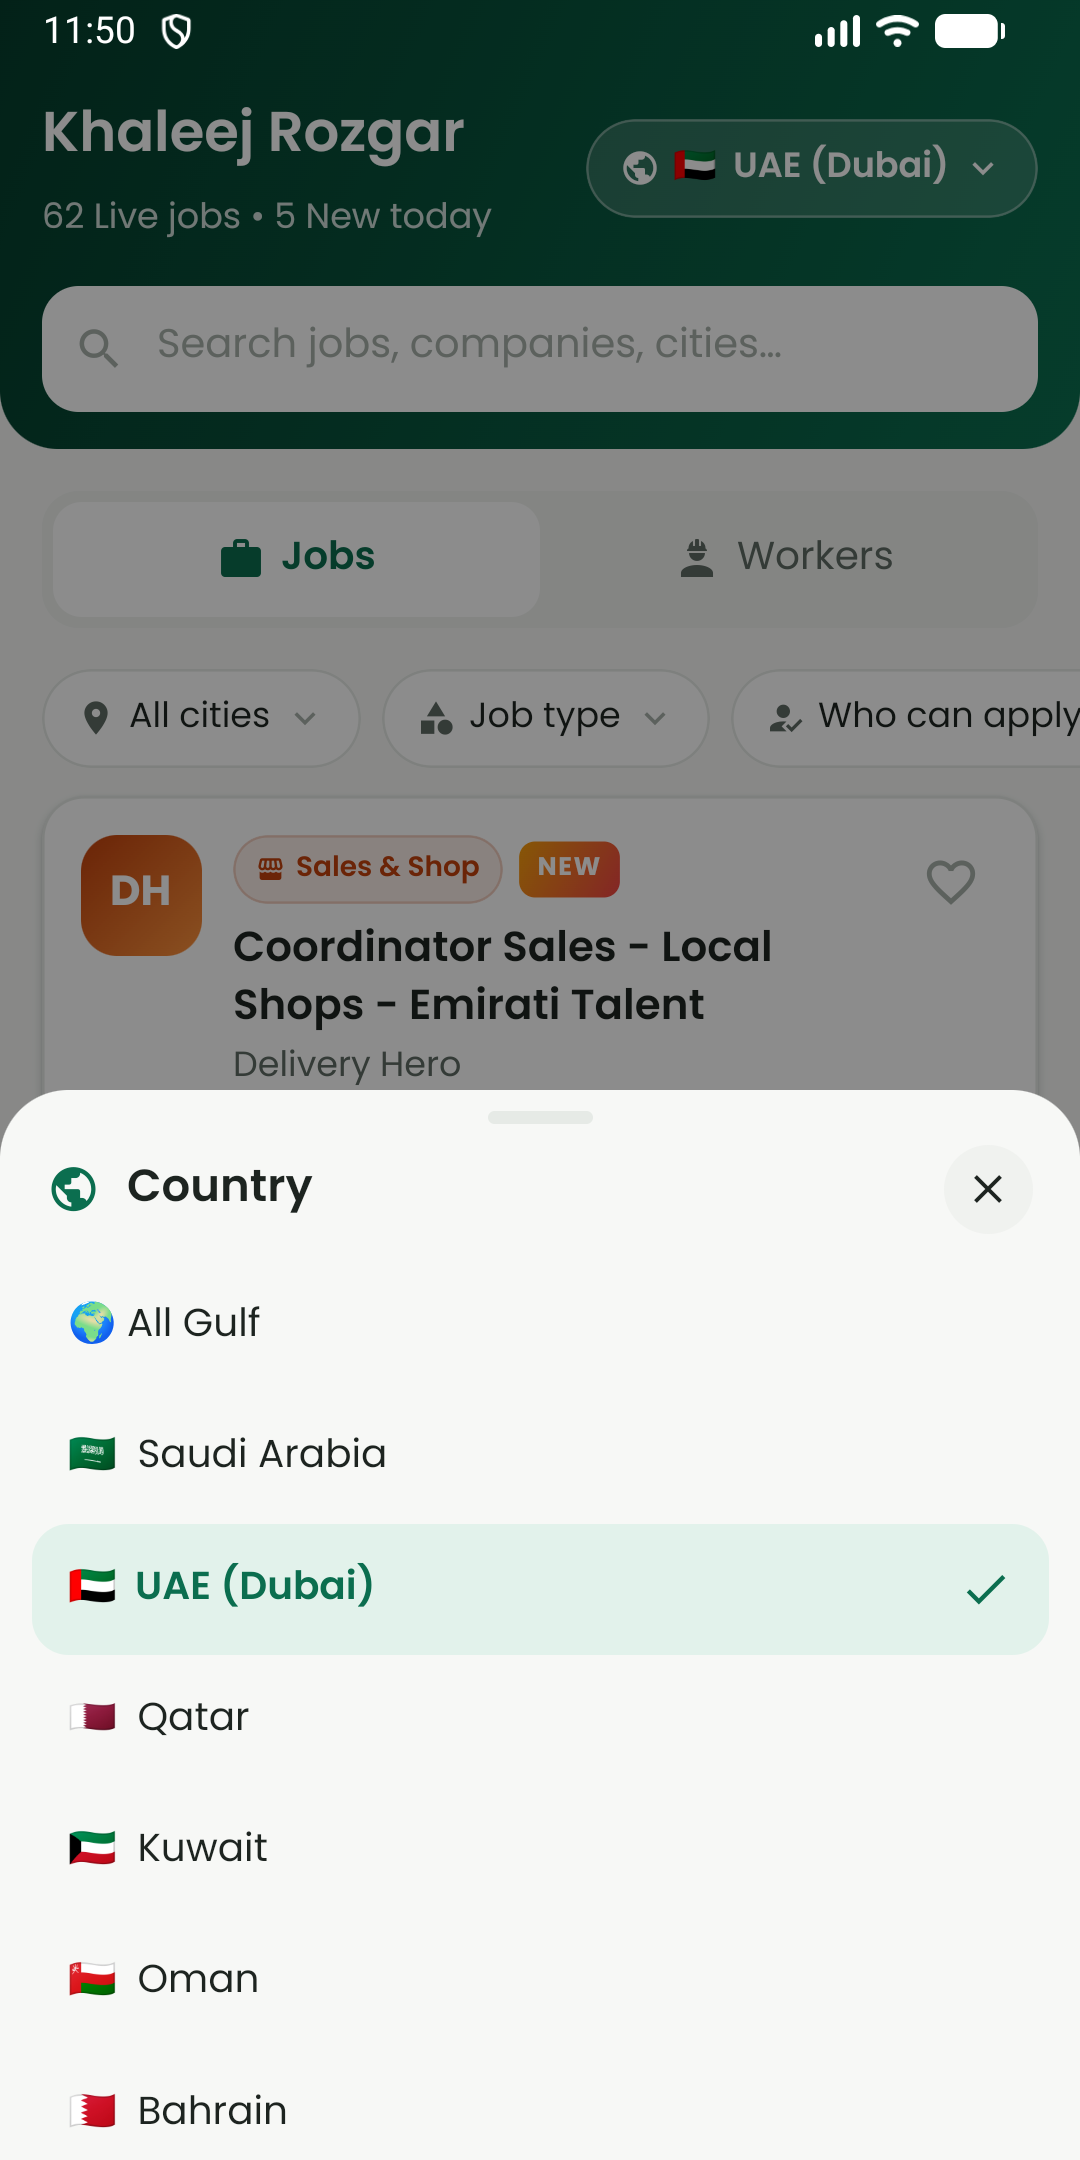 11:50
Khaleej Rozgar
UAE (Dubai)
62 Live jobs • 5 New today
Search jobs, companies, cities...
Jobs
Workers
All cities
Job type
Who can apply
DH
Sales & Shop
NEW
Coordinator Sales - Local
Shops - Emirati Talent
Delivery Hero
Country
All Gulf
Saudi Arabia
UAE (Dubai)
Qatar
Kuwait
Oman
Bahrain